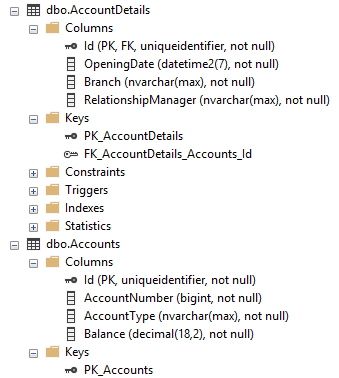 dbo.AccountDetails
Columns
Id (PK, FK, uniqueidentifier, not null)
OpeningDate (datetime2(7), not null)
Branch (nvarchar(max), not null)
RelationshipManager (nvarchar(max), not null)
Keys
PK_AccountDetails
FK_AccountDetails_Accounts_Id
Constraints
Triggers
Indexes
Statistics
dbo.Accounts
Columns
Id (PK, uniqueidentifier, not null)
AccountNumber (bigint, not null)
AccountType (nvarchar(max), not null)
Balance (decimal(18,2), not null)
Keys
PK_Accounts